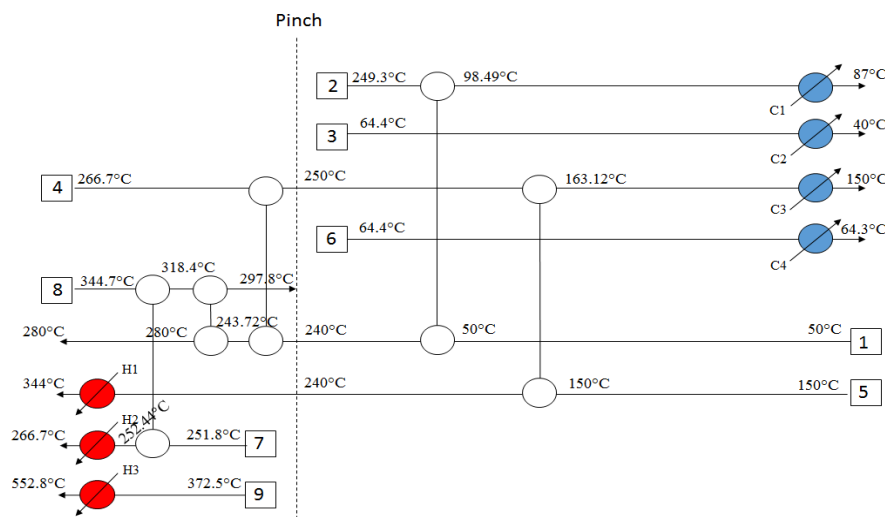 Pinch
2 249.3°C 98.49°C 87°C
C1
3 64.4°C 40°C
C2
4 266.7°C 250°C 163.12°C 150°C
C3
6 64.4°C 64.3°C
C4
8 344.7°C 318.4°C 297.8°C
280°C 280°C 243.72°C 240°C 50°C 50°C 1
344°C H1 240°C 150°C 150°C 5
266.7°C H2 252.44°C 251.8°C 7
552.8°C H3 372.5°C 9